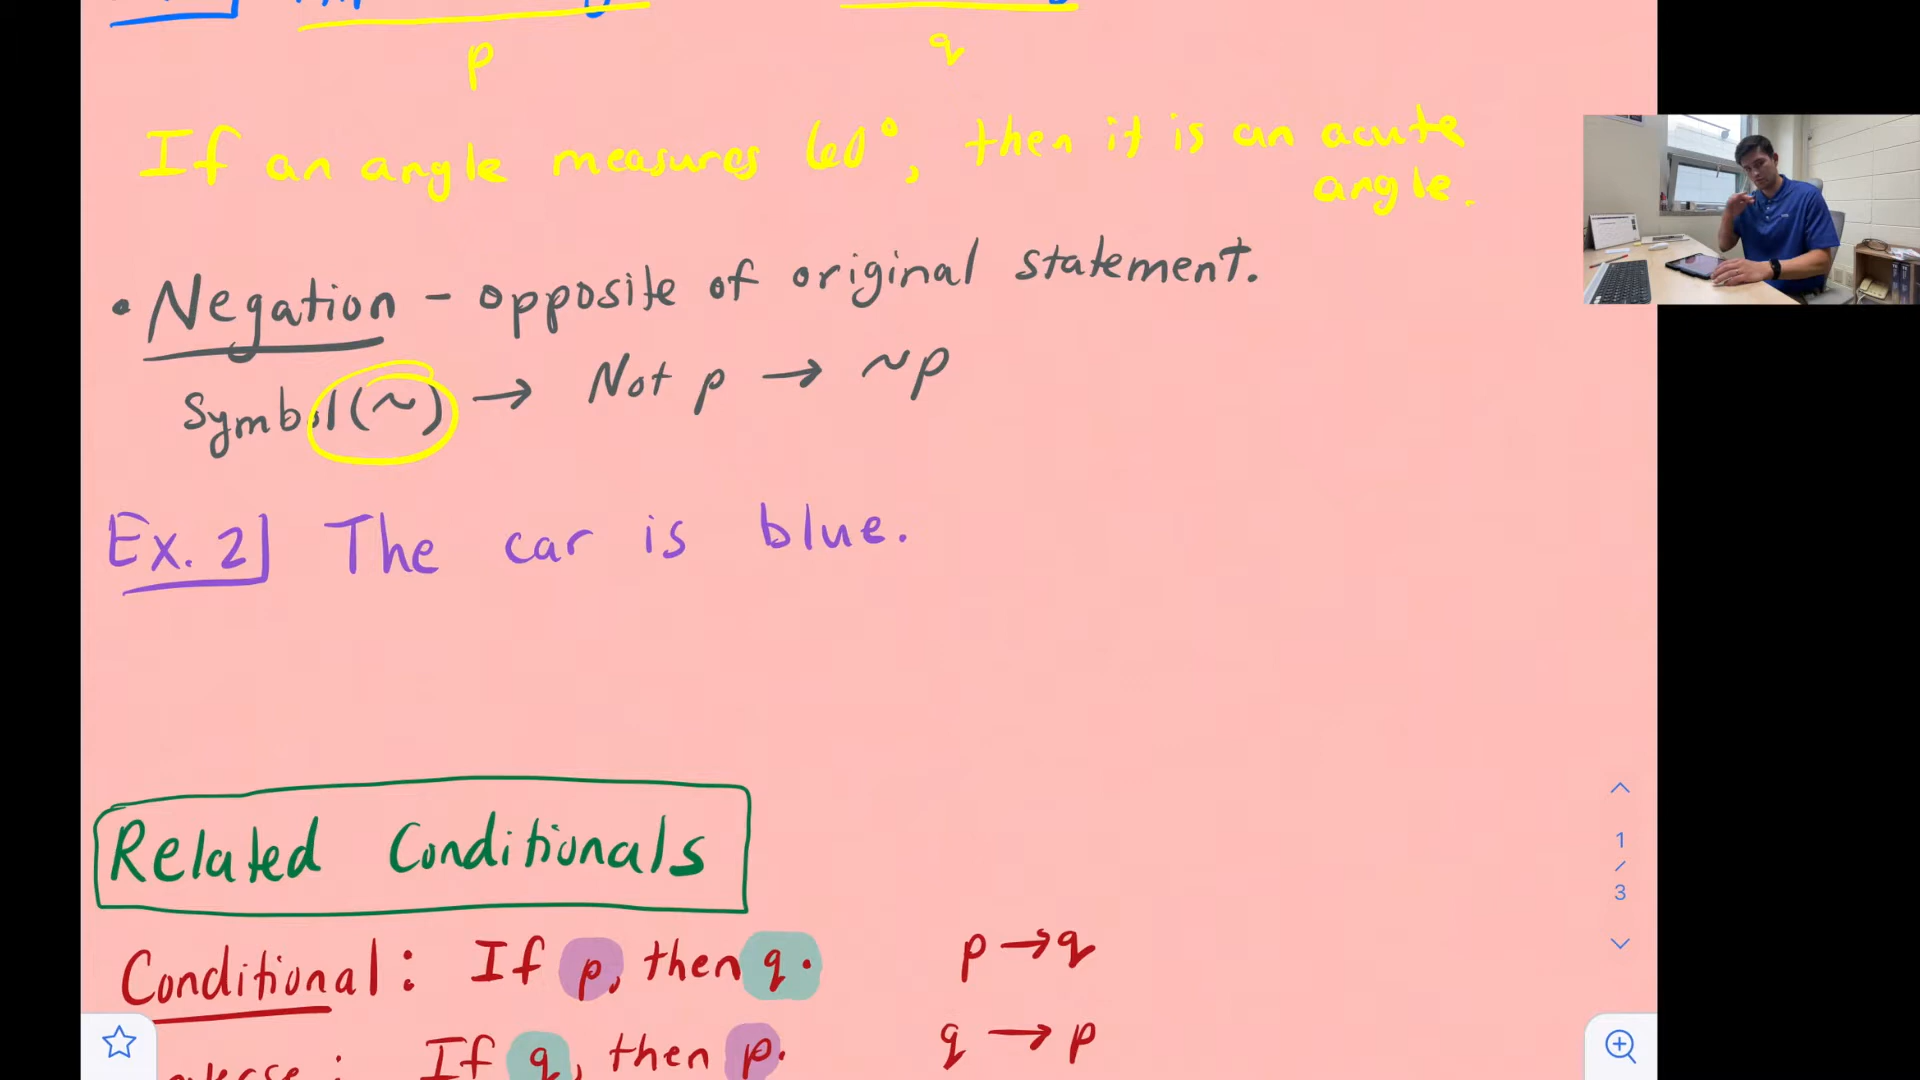 p q
If an angle measures 60°, then it is an acute
angle.
• Negation - opposite of original statement.
Symbol (~) → Not p → ~p
Ex. 2] The car is blue.
Related Conditionals
Conditional: If p, then q. p→q
If q, then p. q → p
1
/
3